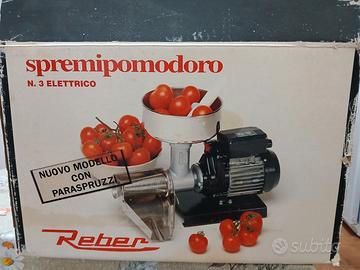 spremipomodoro
N. 3 ELETTRICO
NUOVO MODELLO
CON
PARASPRUZZI
Reber
subito